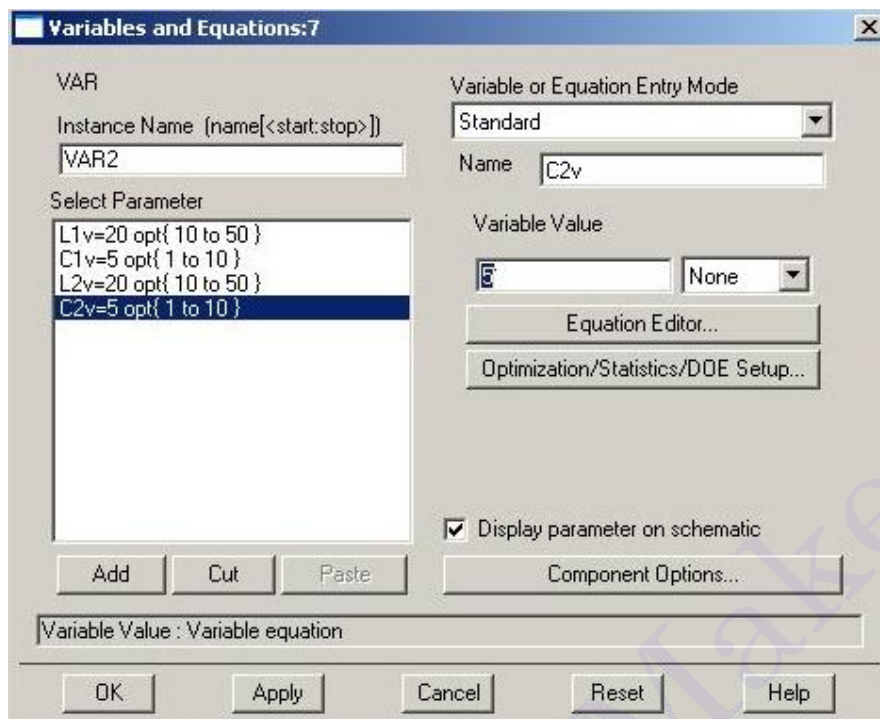 Variables and Equations:7
VAR
Instance Name (name[<start:stop>])
VAR2
Select Parameter
L1v=20 opt{ 10 to 50 }
C1v=5 opt{ 1 to 10 }
L2v=20 opt{ 10 to 50 }
C2v=5 opt{ 1 to 10 }
Add Cut Paste
Variable or Equation Entry Mode
Standard
Name C2v
Variable Value
5 None
Equation Editor...
Optimization/Statistics/DOE Setup...
Display parameter on schematic
Component Options...
Variable Value : Variable equation
OK Apply Cancel Reset Help
Make